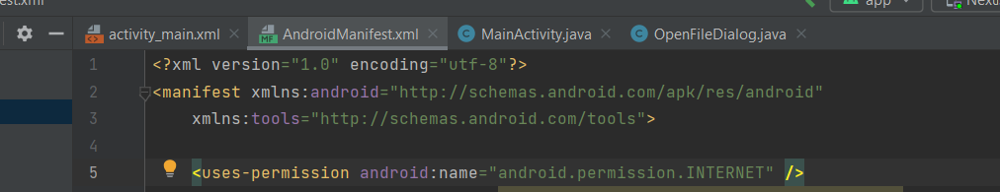 est.xml
app
activity_main.xml
AndroidManifest.xml
MainActivity.java
OpenFileDialog.java
1 <?xml version="1.0" encoding="utf-8"?>
2 <manifest xmlns:android="http://schemas.android.com/apk/res/android"
3 xmlns:tools="http://schemas.android.com/tools">
4
5 <uses-permission android:name="android.permission.INTERNET" />